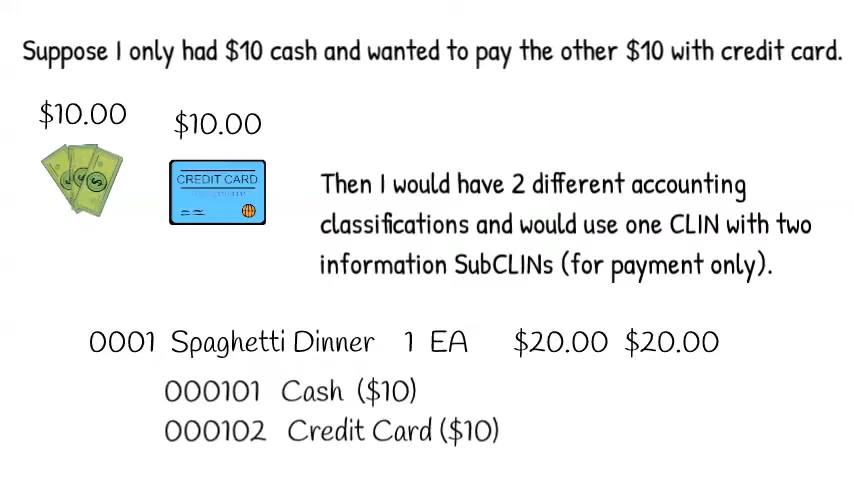 Suppose I only had $10 cash and wanted to pay the other $10 with credit card.
$10.00
$10.00
CREDIT CARD
Then I would have 2 different accounting
classifications and would use one CLIN with two
information SubCLINs (for payment only).
0001 Spaghetti Dinner 1 EA $20.00 $20.00
000101 Cash ($10)
000102 Credit Card ($10)